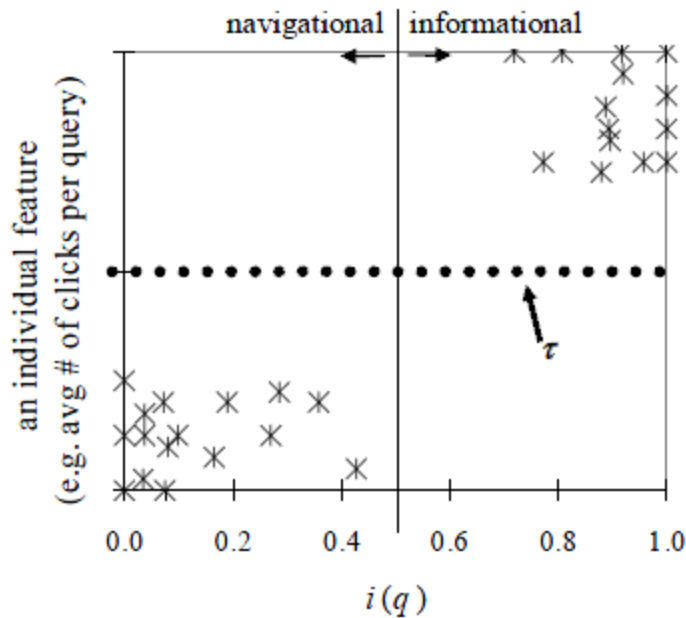 navigational informational
an individual feature
(e.g. avg # of clicks per query)
τ
0.0 0.2 0.4 0.6 0.8 1.0
i (q)